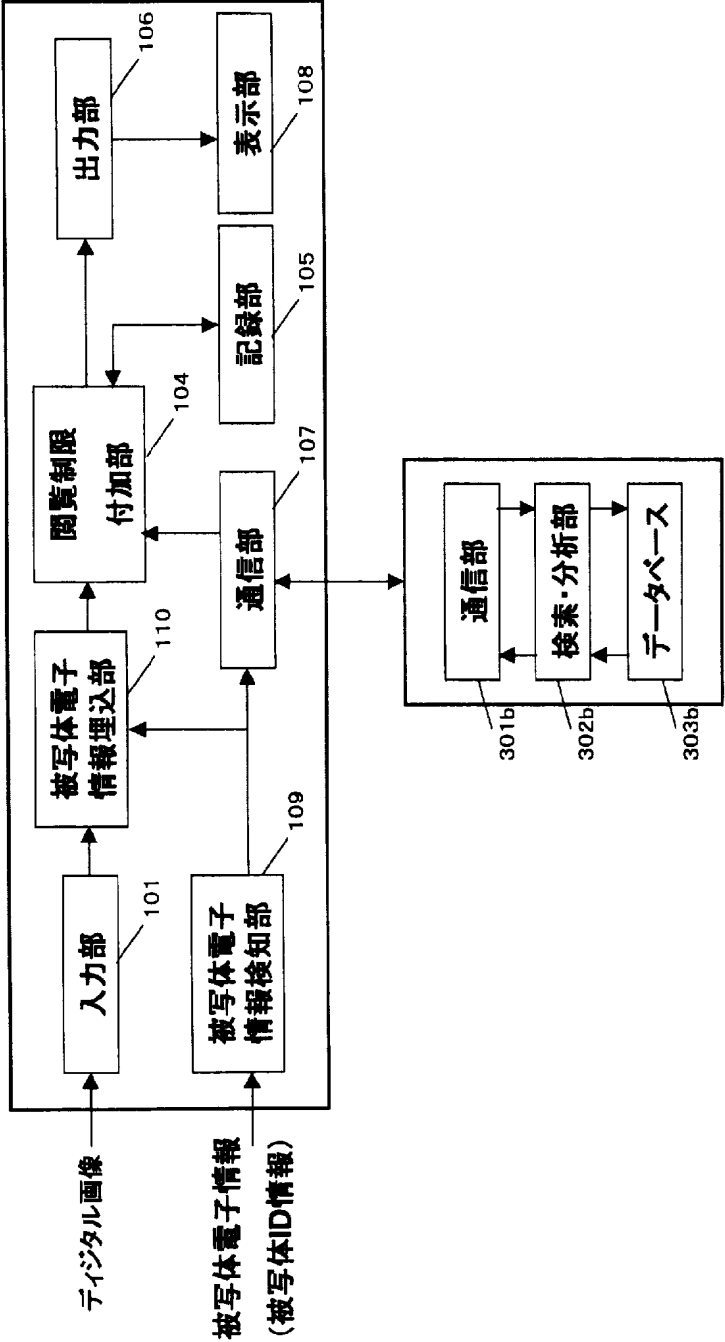 ディジタル画像
入力部
101
被写体電子
情報埋込部
110
閲覧制限
付加部
104
出力部
106
被写体電子情報
(被写体ID情報)
被写体電子
情報検知部
109
通信部
107
記録部
105
表示部
108
通信部
301b
検索・分析部
302b
データベース
303b